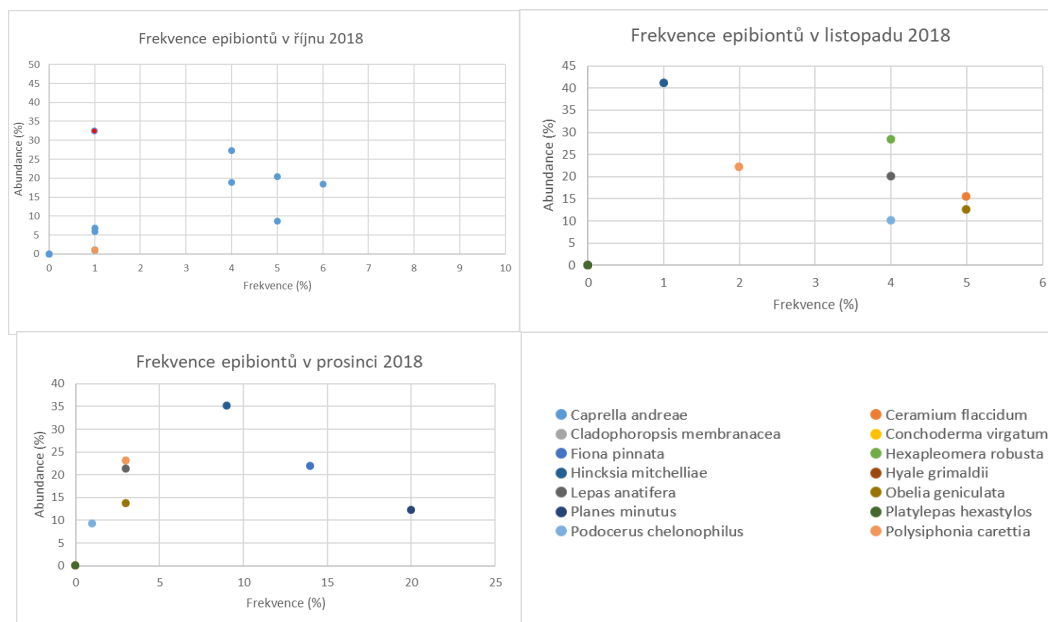 Frekvence epibiontů v říjnu 2018
50
45
40
35
30
25
20
15
10
5
0
Abundance (%)
0 1 2 3 4 5 6 7 8 9 10
Frekvence (%)
Frekvence epibiontů v listopadu 2018
45
40
35
30
25
20
15
10
5
0
Abundance (%)
0 1 2 3 4 5 6
Frekvence (%)
Frekvence epibiontů v prosinci 2018
40
35
30
25
20
15
10
5
0
Abundance (%)
0 5 10 15 20 25
Frekvence (%)
Caprella andreae
Ceramium flaccidum
Cladophoropsis membranacea
Conchoderma virgatum
Fiona pinnata
Hexapleomera robusta
Hincksia mitchelliae
Hyale grimaldii
Lepas anatifera
Obelia geniculata
Planes minutus
Platylepas hexastylos
Podocerus chelonophilus
Polysiphonia carettia